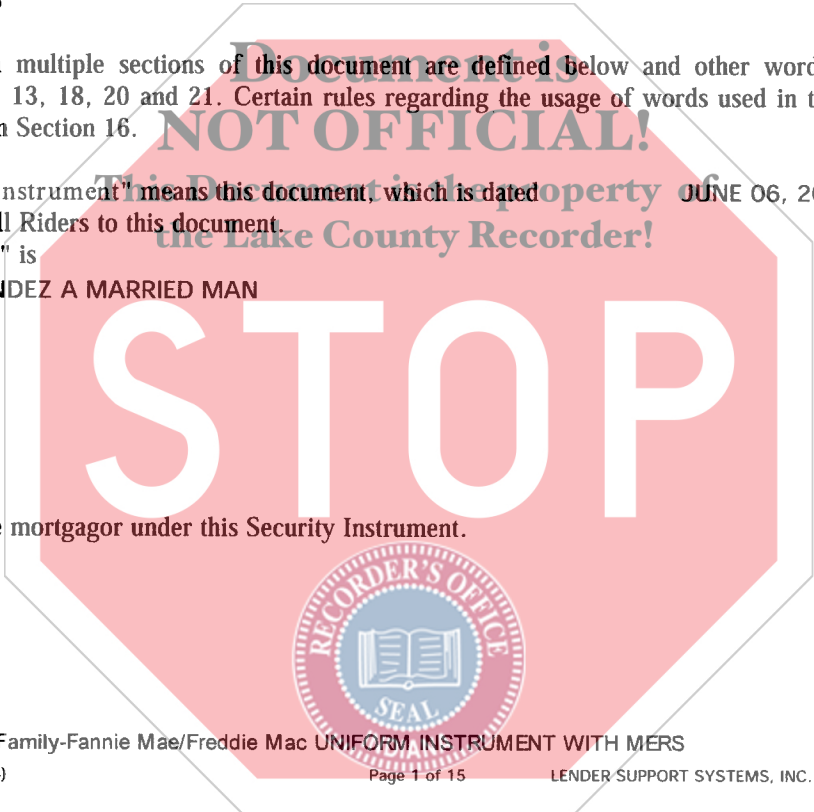 multiple sections of this document are defined below and other word
Document is
13, 18, 20 and 21. Certain rules regarding the usage of words used in t
Section 16.
NOT OFFICIAL!
nstrument" means this document, which is dated JUNE 06, 20
This Document is the property of
ll Riders to this document.
the Lake County Recorder!
" is
NDEZ A MARRIED MAN
STOP
mortgagor under this Security Instrument.
RECORDER'S OFFICE
SEAL
Family-Fannie Mae/Freddie Mac UNIFORM INSTRUMENT WITH MERS
Page 1 of 15 LENDER SUPPORT SYSTEMS, INC.